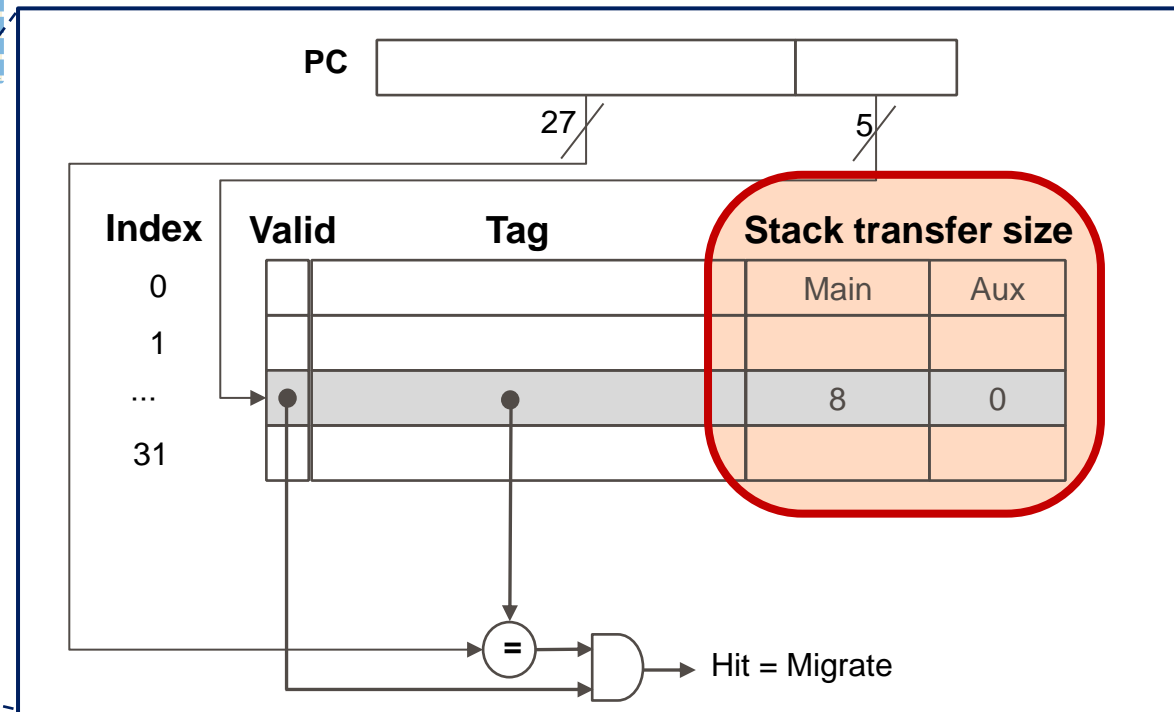 PC
27 5
Index Valid Tag Stack transfer size
0 Main Aux
1
... 8 0
31
=
Hit = Migrate